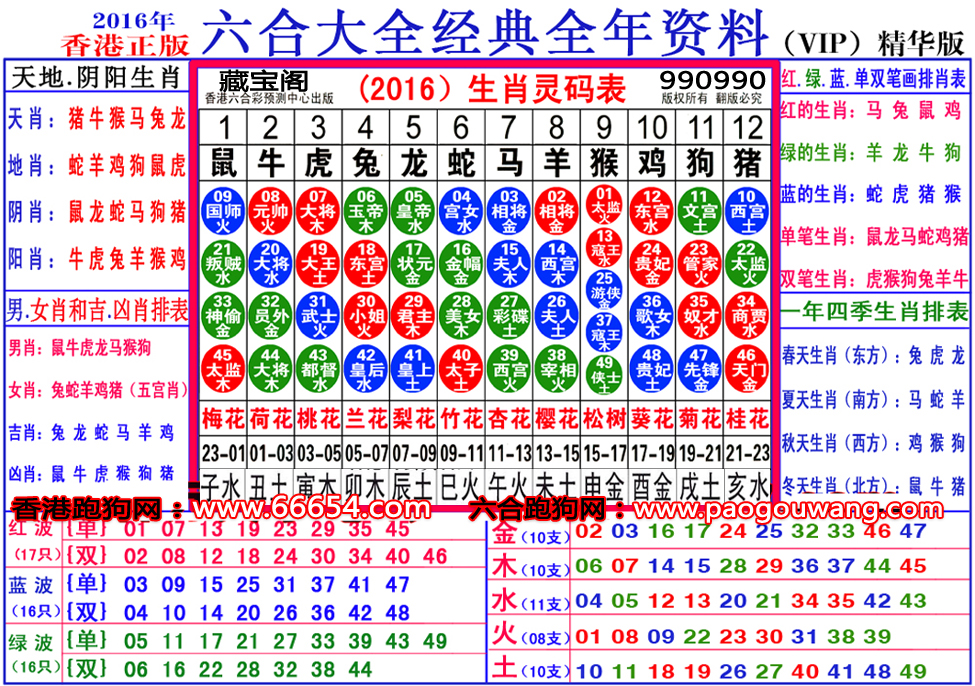 2016年
香港正版
六合大全经典全年资料
（VIP）精华版
天地.阴阳生肖
天肖：猪牛猴马兔龙
地肖：蛇羊鸡狗鼠虎
阴肖：鼠龙蛇马狗猪
阳肖：牛虎兔羊猴鸡
男.女肖和吉.凶肖排表
男肖：鼠牛虎龙马猴狗
女肖：兔蛇羊鸡猪（五宫肖）
吉肖：兔 龙 蛇 马 羊 鸡
凶肖：鼠 牛 虎 猴 狗 猪
藏宝阁
香港六合彩预测中心出版
（2016）生肖灵码表
990990
版权所有 翻版必究
1 2 3 4 5 6 7 8 9 10 11 12
鼠 牛 虎 兔 龙 蛇 马 羊 猴 鸡 狗 猪
09 国师 火
08 元帅 火
07 大将 木
06 玉帝 木
05 皇帝 水
04 宫女 水
03 相将 金
02 相将 金
01 太监 火
12 东宫 水
11 文宫 土
10 西宫 土
21 叛贼 水
20 大将 水
19 大王 土
18 东宫 土
17 状元 金
16 金幅 金
15 夫人 木
14 西宫 木
13 寇王 水
24 贵妃 金
23 管家 火
22 太监 火
33 神偷 金
32 员外 金
31 武士 火
30 小姐 火
29 君主 木
28 美女 木
27 彩碟 土
26 夫人 土
25 游侠 金
36 歌女 木
35 奴才 水
34 商贾 水
45 太监 木
44 大将 木
43 都督 水
42 皇后 水
41 皇上 土
40 太子 土
39 西宫 火
38 宰相 火
37 寇王 木
48 贵妃 土
47 先锋 金
46 天门 金
49 侠士 土
梅花 荷花 桃花 兰花 梨花 竹花 杏花 樱花 松树 葵花 菊花 桂花
23-01 01-03 03-05 05-07 07-09 09-11 11-13 13-15 15-17 17-19 19-21 21-23
子水 丑土 寅木 卯木 辰土 巳火 午火 未土 申金 酉金 戌土 亥水
红.绿.蓝.单双笔画排肖表
红的生肖：马 兔 鼠 鸡
绿的生肖：羊 龙 牛 狗
蓝的生肖：蛇 虎 猪 猴
单笔生肖：鼠龙马蛇鸡猪
双笔生肖：虎猴狗兔羊牛
一年四季生肖排表
春天生肖（东方）：兔 虎 龙
夏天生肖（南方）：马 蛇 羊
秋天生肖（西方）：鸡 猴 狗
冬天生肖（北方）：鼠 牛 猪
香港跑狗网：www.66654.com
六合跑狗网：www.paogouwang.com
红波（17只）
{单} 01 07 13 19 23 29 35 45
{双} 02 08 12 18 24 30 34 40 46
蓝波（16只）
{单} 03 09 15 25 31 37 41 47
{双} 04 10 14 20 26 36 42 48
绿波（16只）
{单} 05 11 17 21 27 33 39 43 49
{双} 06 16 22 28 32 38 44
金（10支）02 03 16 17 24 25 32 33 46 47
木（10支）06 07 14 15 28 29 36 37 44 45
水（11支）04 05 12 13 20 21 34 35 42 43
火（08支）01 08 09 22 23 30 31 38 39
土（10支）10 11 18 19 26 27 40 41 48 49